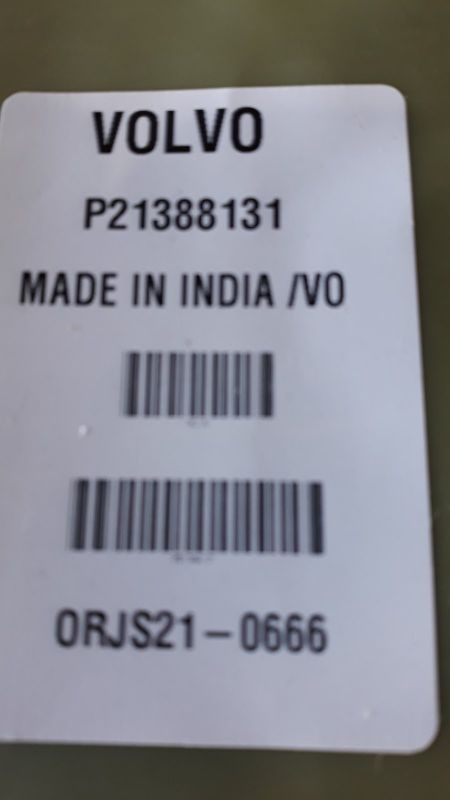 VOLVO
P21388131
MADE IN INDIA /VO
ORJS21-0666